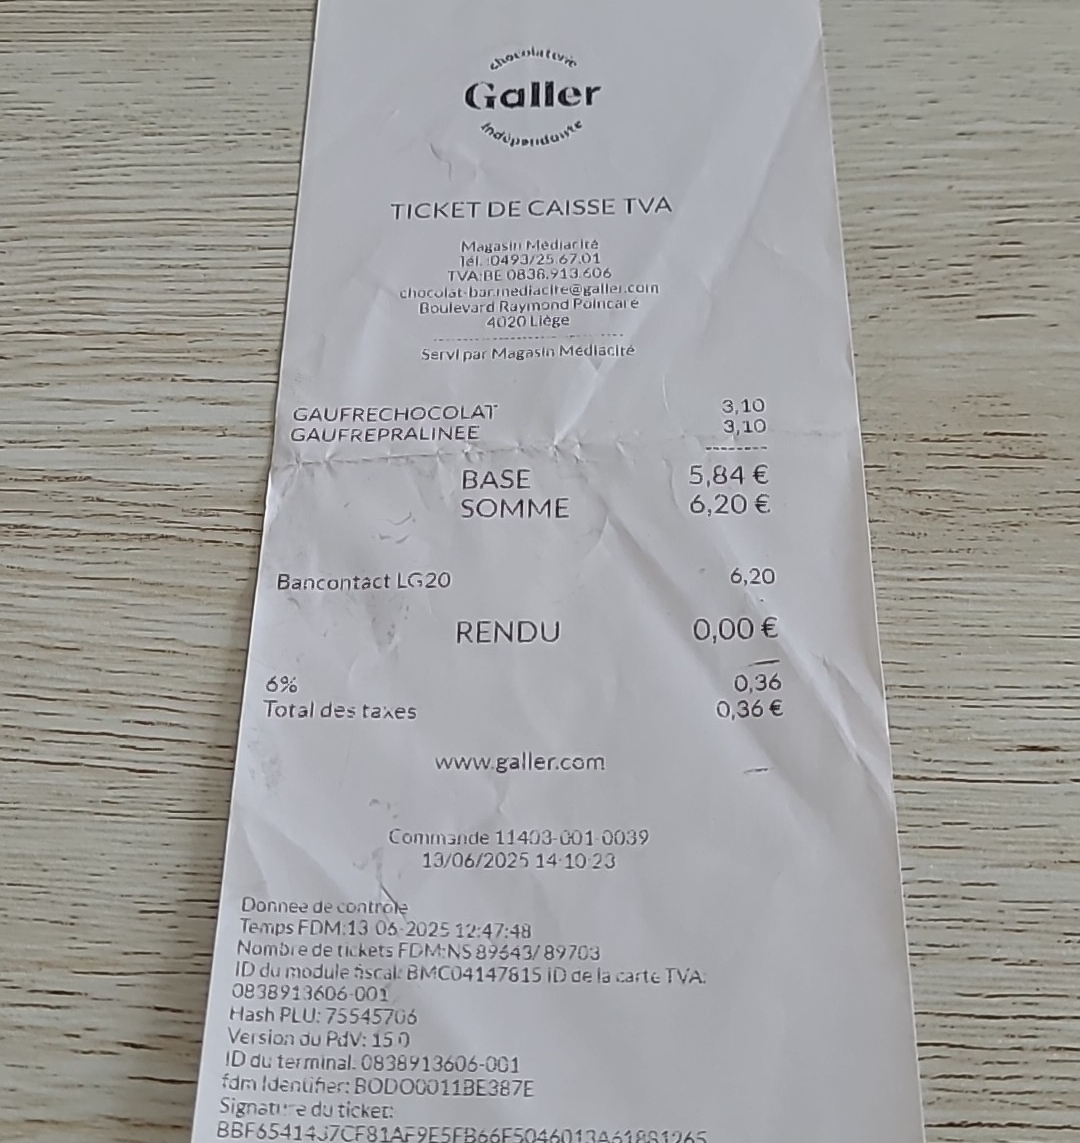 chocolaterie
Galler
Indépendante
TICKET DE CAISSE TVA
Magasin Médiacité
Tél. :0493/25.67.01
TVA:BE 0838.913.606
chocolat-bar.mediacite@galler.com
Boulevard Raymond Poincaré
4020 Liège
Servi par Magasin Médiacité
GAUFRECHOCOLAT 3,10
GAUFREPRALINEE 3,10
BASE 5,84 €
SOMME 6,20 €
Bancontact LG20 6,20
RENDU 0,00 €
6% 0,36
Total des taxes 0,36 €
www.galler.com
Commande 11403-001-0039
13/06/2025 14:10:23
Donnee de contrôle
Temps FDM:13-06-2025 12:47:48
Nombre de tickets FDM:NS 89643/89703
ID du module fiscal: BMC04147815 ID de la carte TVA:
0838913606-001
Hash PLU: 75545706
Version du PdV: 15.0
ID du terminal: 0838913606-001
fdm Identifier: BODO0011BE387E
Signature du ticket: